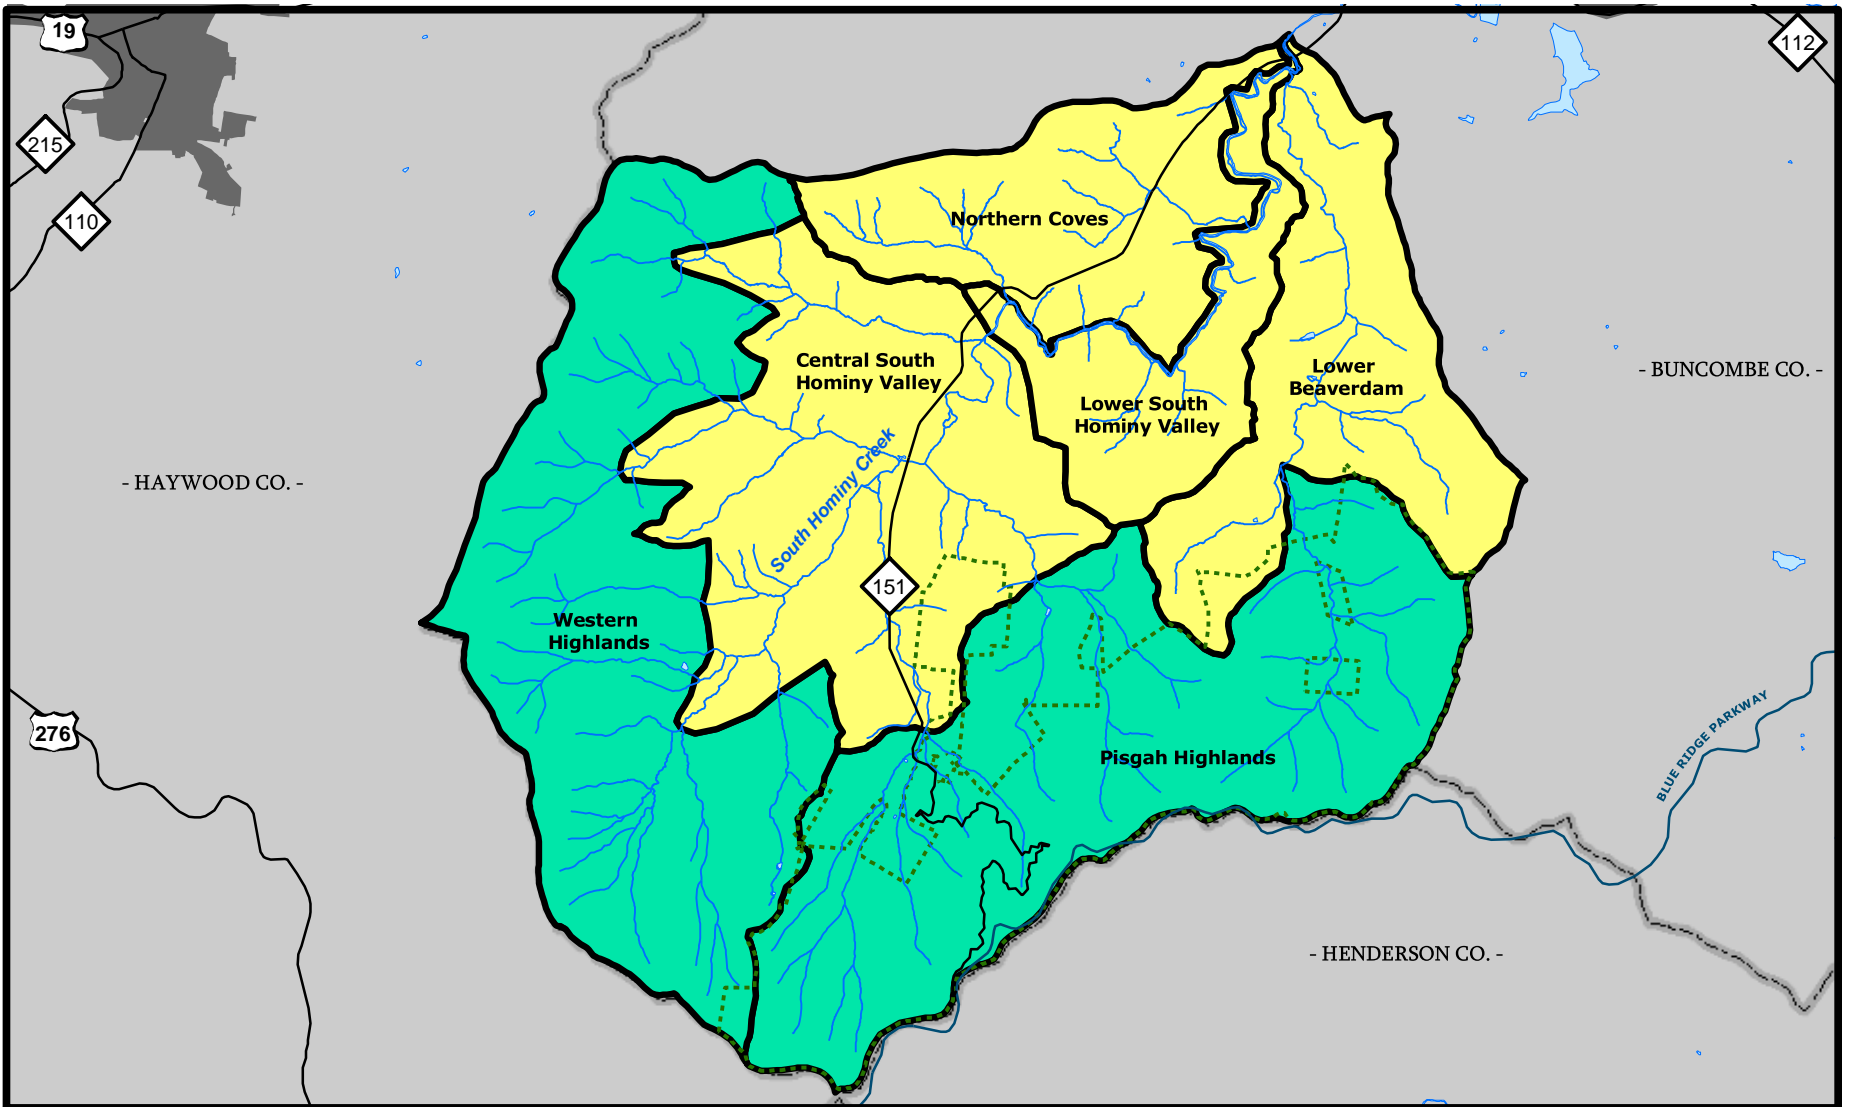 19
112
215
110
Northern Coves
Central South
Hominy Valley
Lower
Beaverdam
- BUNCOMBE CO. -
Lower South
Hominy Valley
- HAYWOOD CO. -
South Hominy Creek
151
Western
Highlands
276
BLUE RIDGE PARKWAY
Pisgah Highlands
- HENDERSON CO. -